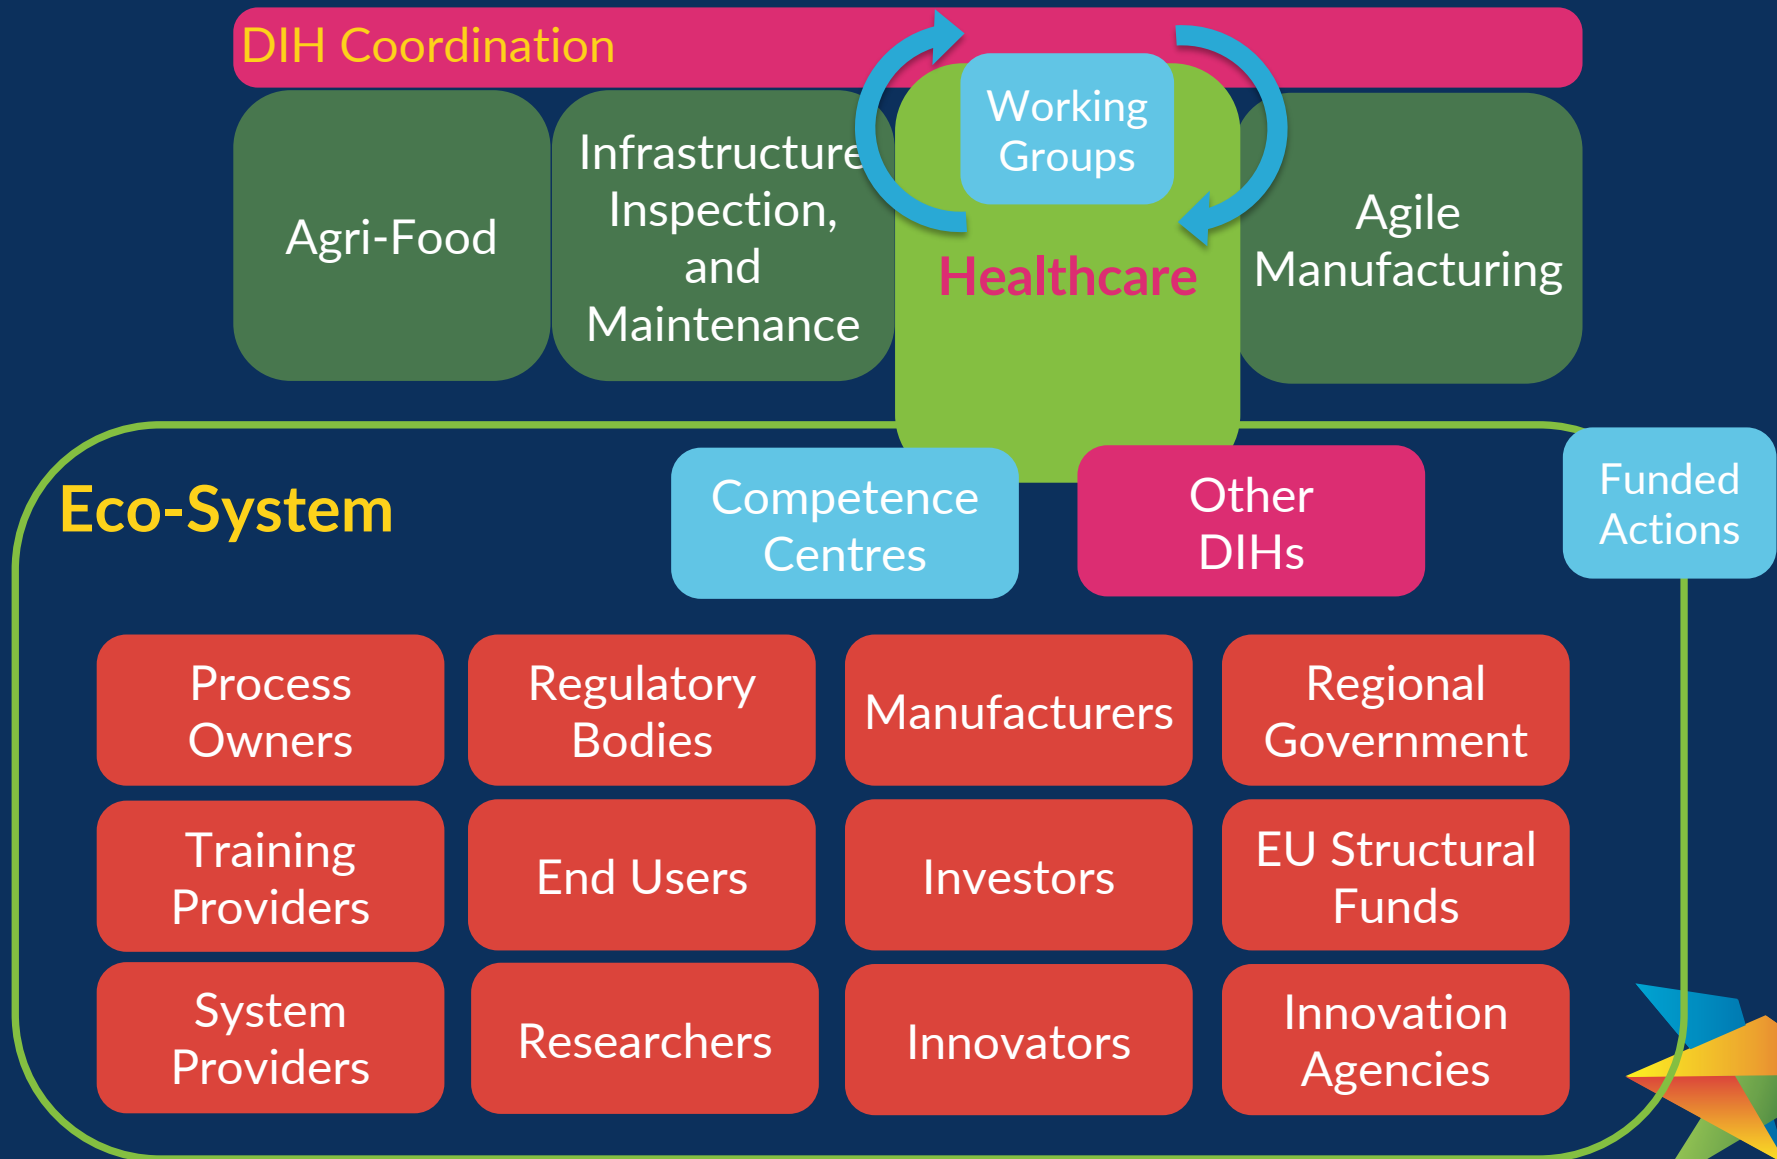 DIH Coordination
Agri-Food
Infrastructure
Inspection,
and
Maintenance
Working
Groups
Healthcare
Agile
Manufacturing
Eco-System
Competence
Centres
Other
DIHs
Funded
Actions
Process
Owners
Regulatory
Bodies
Manufacturers
Regional
Government
Training
Providers
End Users
Investors
EU Structural
Funds
System
Providers
Researchers
Innovators
Innovation
Agencies